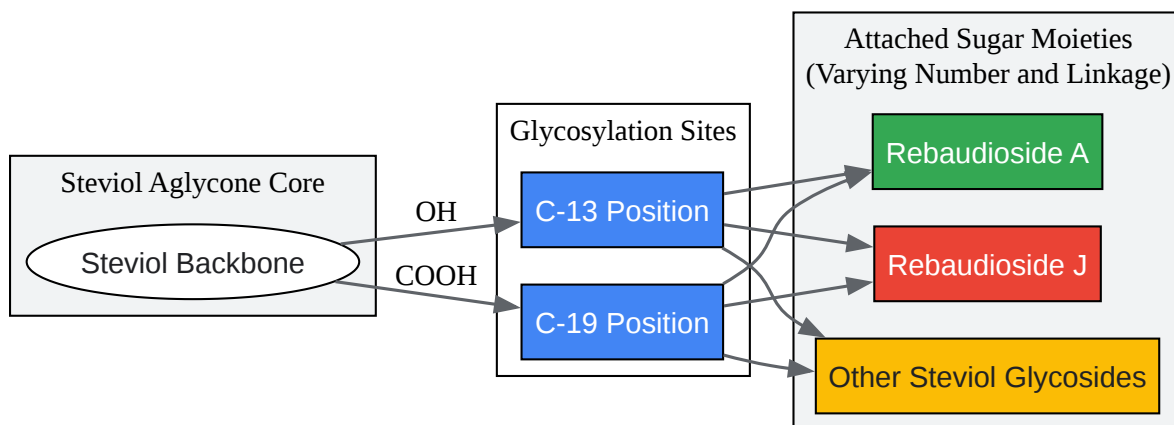 Steviol Aglycone Core
Steviol Backbone
OH
COOH
Glycosylation Sites
C-13 Position
C-19 Position
Attached Sugar Moieties
(Varying Number and Linkage)
Rebaudioside A
Rebaudioside J
Other Steviol Glycosides